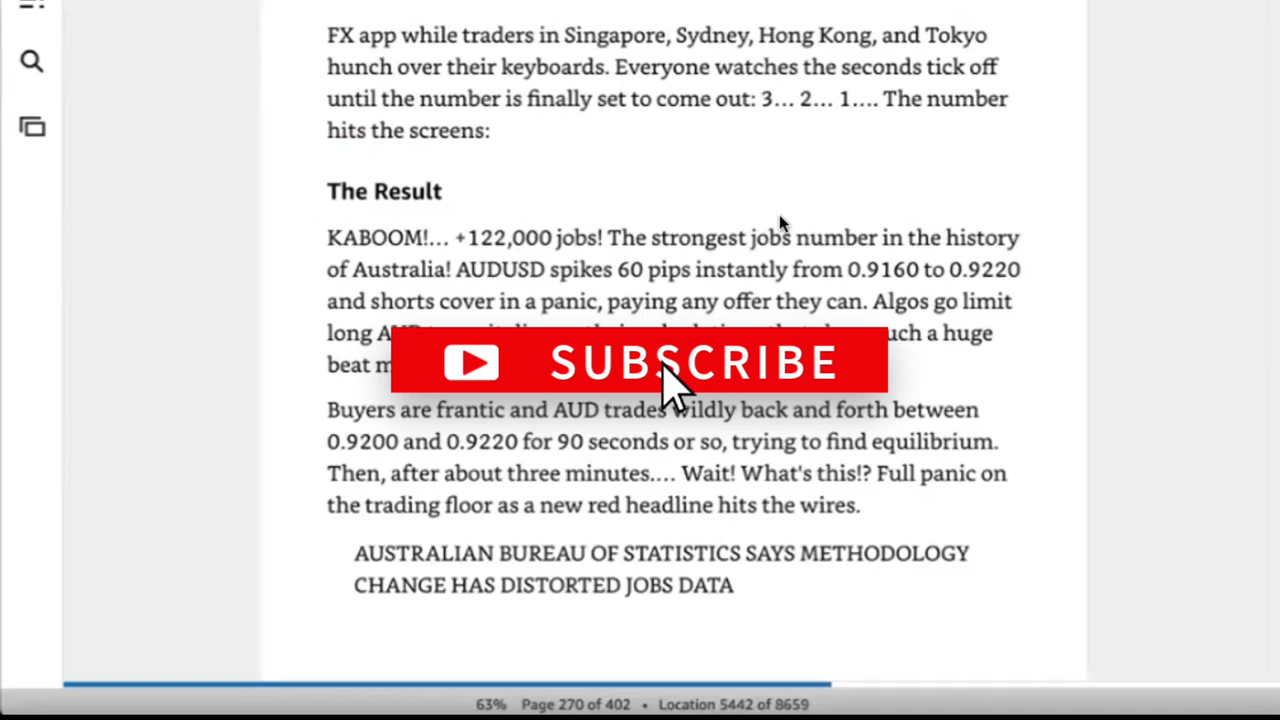 FX app while traders in Singapore, Sydney, Hong Kong, and Tokyo
hunch over their keyboards. Everyone watches the seconds tick off
until the number is finally set to come out: 3... 2... 1.... The number
hits the screens:
The Result
KABOOM!... +122,000 jobs! The strongest jobs number in the history
of Australia! AUDUSD spikes 60 pips instantly from 0.9160 to 0.9220
and shorts cover in a panic, paying any offer they can. Algos go limit
long a huge
beat
SUBSCRIBE
Buyers are frantic and AUD trades wildly back and forth between
0.9200 and 0.9220 for 90 seconds or so, trying to find equilibrium.
Then, after about three minutes.... Wait! What's this!? Full panic on
the trading floor as a new red headline hits the wires.
AUSTRALIAN BUREAU OF STATISTICS SAYS METHODOLOGY
CHANGE HAS DISTORTED JOBS DATA
63% Page 270 of 402 • Location 5442 of 8659